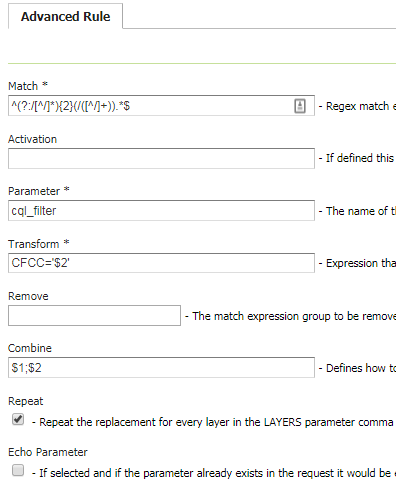 Advanced Rule
Match *
^(?:/[^/]*){2}(/([^/]+)).*$ - Regex match e
Activation
- If defined this
Parameter *
cql_filter - The name of t
Transform *
CFCC='$2' - Expression tha
Remove
- The match expression group to be remove
Combine
$1;$2 - Defines how to
Repeat
- Repeat the replacement for every layer in the LAYERS parameter comma
Echo Parameter
- If selected and if the parameter already exists in the request it would be